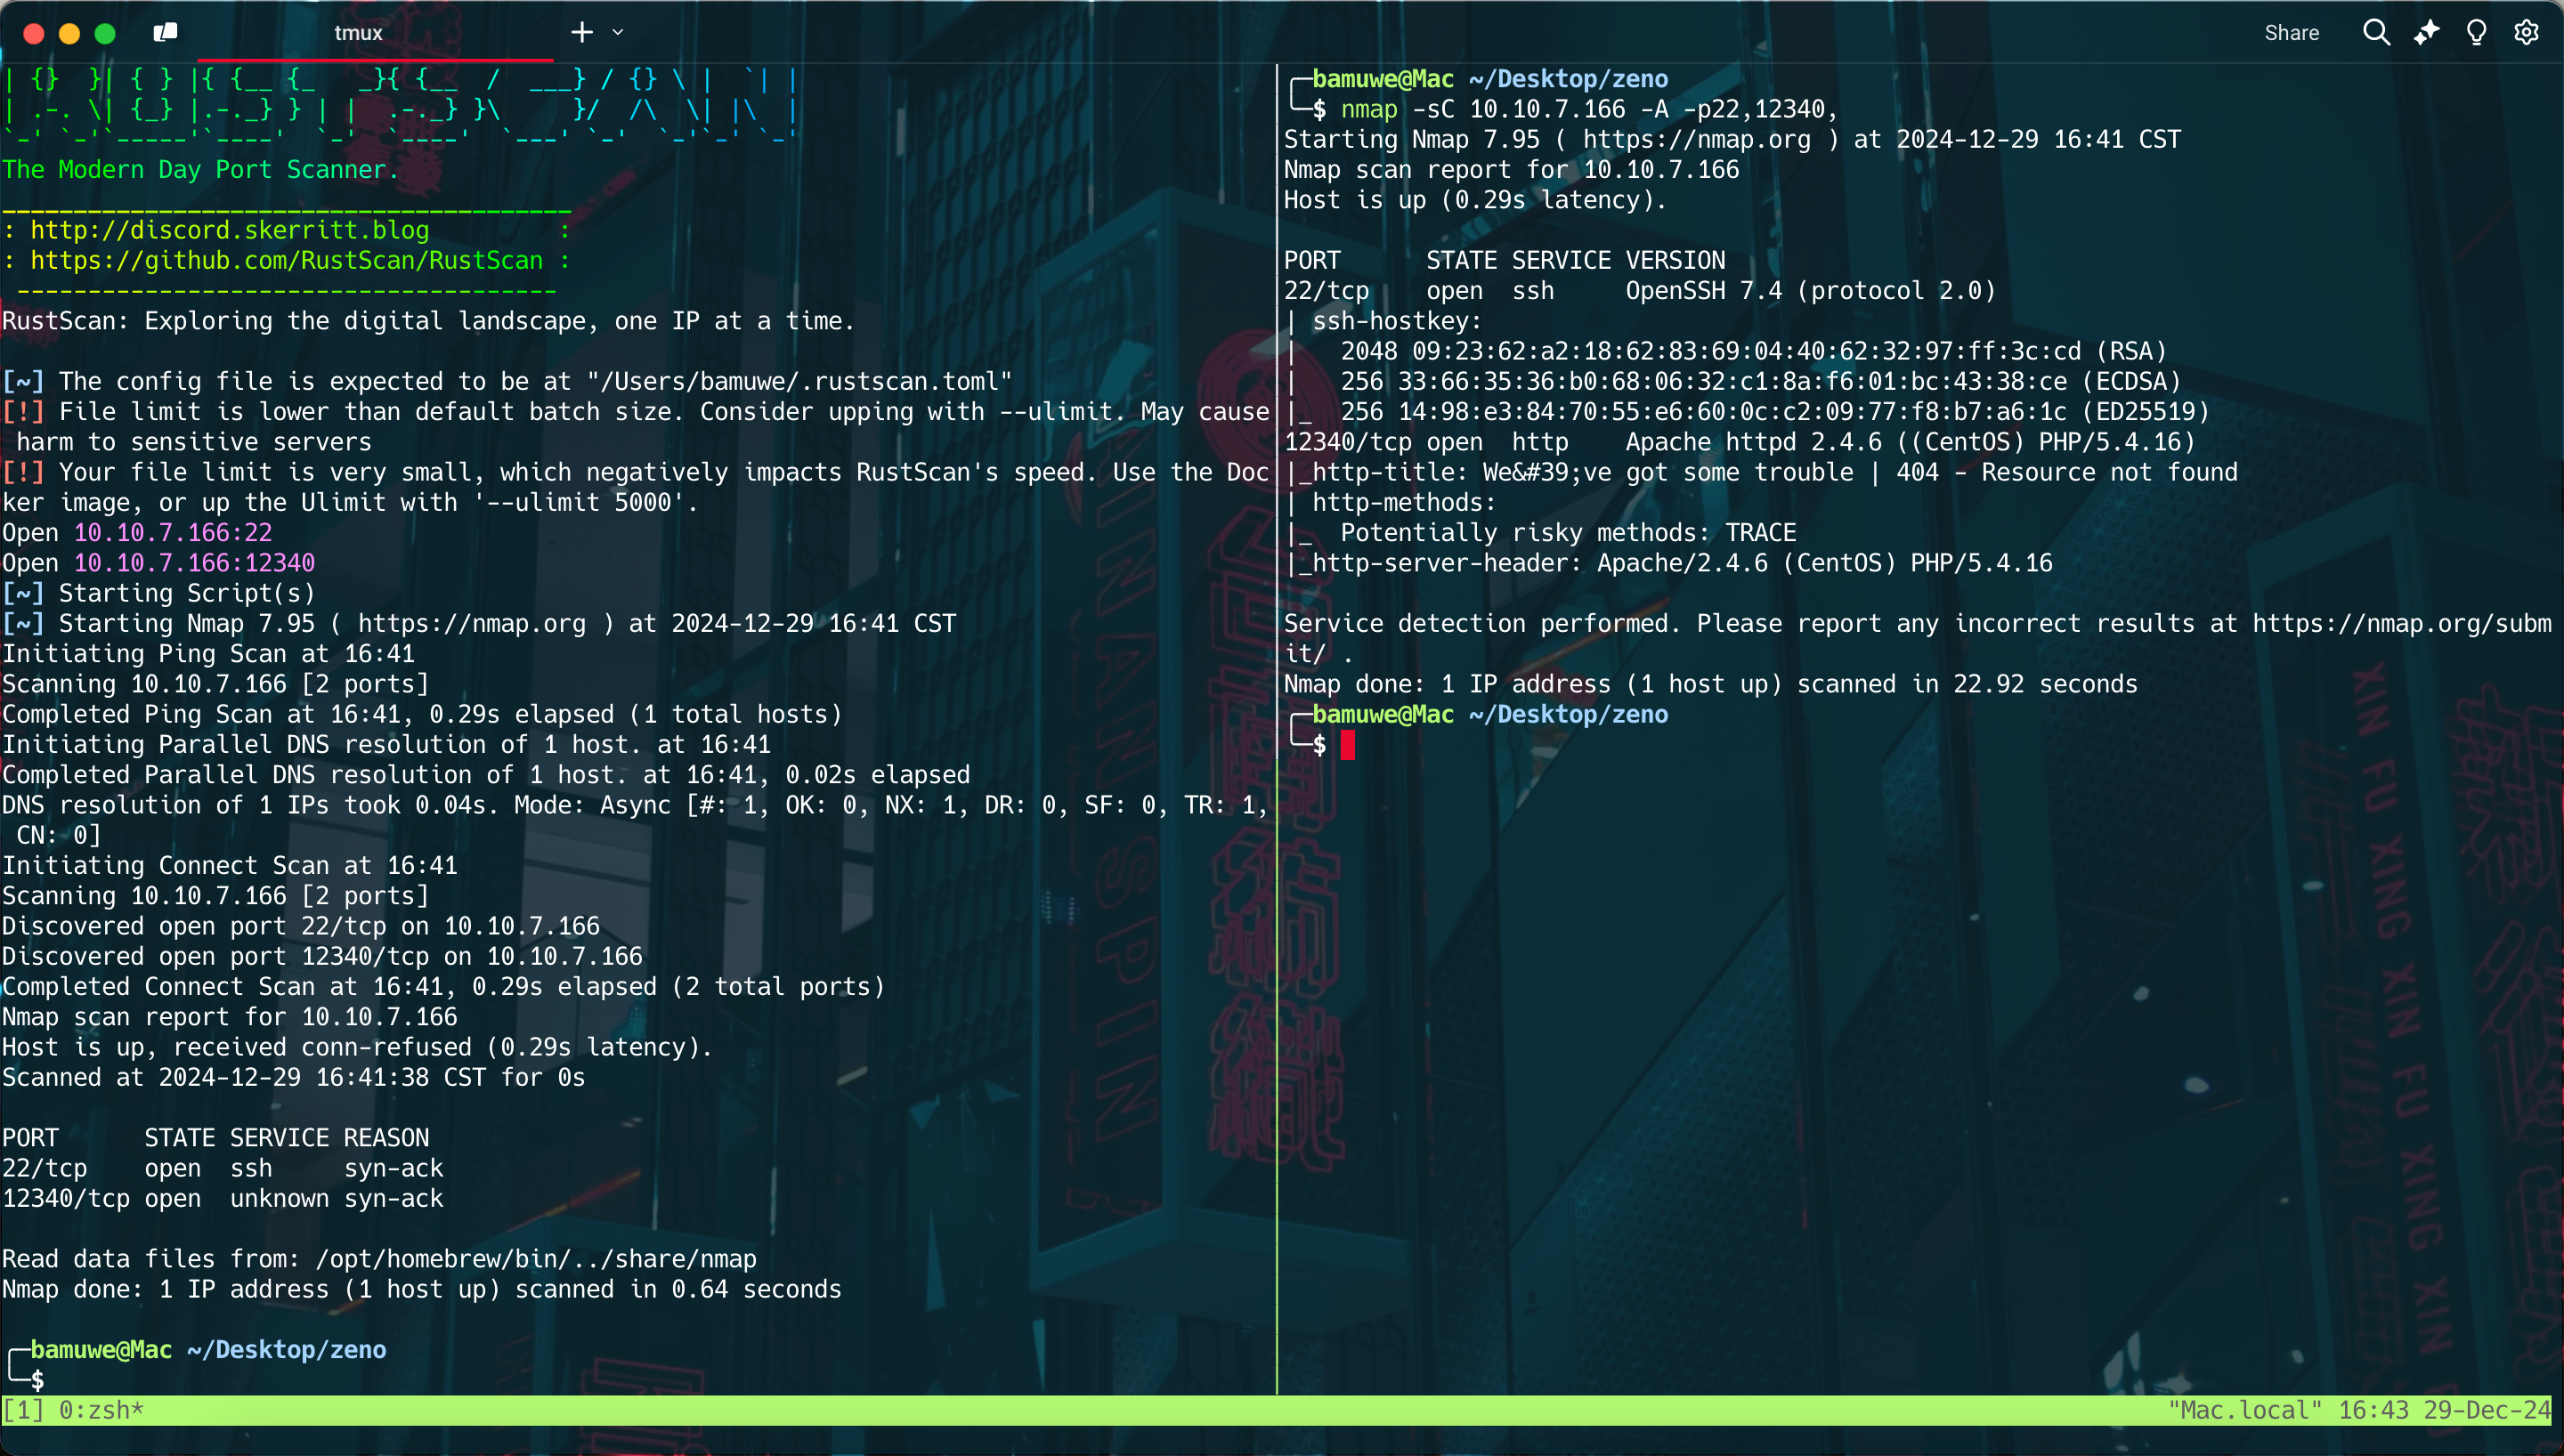 tmux
Share
| {}  }| { } |{ {__ {_   _}{ {__  /  ___} / {} \ |  `| |
| .-. \| {_} |.-._} } | |  .-._} }\     }/  /\  \| |\  |
`-' `-'`-----'`----'  `-'  `----'  `---' `-'  `-'`-' `-'
The Modern Day Port Scanner.
________________________________________
: http://discord.skerritt.blog         :
: https://github.com/RustScan/RustScan :
 --------------------------------------
RustScan: Exploring the digital landscape, one IP at a time.
[~] The config file is expected to be at "/Users/bamuwe/.rustscan.toml"
[!] File limit is lower than default batch size. Consider upping with --ulimit. May cause
 harm to sensitive servers
[!] Your file limit is very small, which negatively impacts RustScan's speed. Use the Doc
ker image, or up the Ulimit with '--ulimit 5000'.
Open 10.10.7.166:22
Open 10.10.7.166:12340
[~] Starting Script(s)
[~] Starting Nmap 7.95 ( https://nmap.org ) at 2024-12-29 16:41 CST
Initiating Ping Scan at 16:41
Scanning 10.10.7.166 [2 ports]
Completed Ping Scan at 16:41, 0.29s elapsed (1 total hosts)
Initiating Parallel DNS resolution of 1 host. at 16:41
Completed Parallel DNS resolution of 1 host. at 16:41, 0.02s elapsed
DNS resolution of 1 IPs took 0.04s. Mode: Async [#: 1, OK: 0, NX: 1, DR: 0, SF: 0, TR: 1,
 CN: 0]
Initiating Connect Scan at 16:41
Scanning 10.10.7.166 [2 ports]
Discovered open port 22/tcp on 10.10.7.166
Discovered open port 12340/tcp on 10.10.7.166
Completed Connect Scan at 16:41, 0.29s elapsed (2 total ports)
Nmap scan report for 10.10.7.166
Host is up, received conn-refused (0.29s latency).
Scanned at 2024-12-29 16:41:38 CST for 0s
PORT      STATE SERVICE REASON
22/tcp    open  ssh     syn-ack
12340/tcp open  unknown syn-ack
Read data files from: /opt/homebrew/bin/../share/nmap
Nmap done: 1 IP address (1 host up) scanned in 0.64 seconds
╭─bamuwe@Mac ~/Desktop/zeno
╰─$
╭─bamuwe@Mac ~/Desktop/zeno
╰─$ nmap -sC 10.10.7.166 -A -p22,12340,
Starting Nmap 7.95 ( https://nmap.org ) at 2024-12-29 16:41 CST
Nmap scan report for 10.10.7.166
Host is up (0.29s latency).
PORT      STATE SERVICE VERSION
22/tcp    open  ssh     OpenSSH 7.4 (protocol 2.0)
| ssh-hostkey:
|   2048 09:23:62:a2:18:62:83:69:04:40:62:32:97:ff:3c:cd (RSA)
|   256 33:66:35:36:b0:68:06:32:c1:8a:f6:01:bc:43:38:ce (ECDSA)
|_  256 14:98:e3:84:70:55:e6:60:0c:c2:09:77:f8:b7:a6:1c (ED25519)
12340/tcp open  http    Apache httpd 2.4.6 ((CentOS) PHP/5.4.16)
|_http-title: We&#39;ve got some trouble | 404 - Resource not found
| http-methods:
|_  Potentially risky methods: TRACE
|_http-server-header: Apache/2.4.6 (CentOS) PHP/5.4.16
Service detection performed. Please report any incorrect results at https://nmap.org/subm
it/ .
Nmap done: 1 IP address (1 host up) scanned in 22.92 seconds
╭─bamuwe@Mac ~/Desktop/zeno
╰─$
XIN FU XING XIN FU XING XIN
[1] 0:zsh*
"Mac.local" 16:43 29-Dec-24